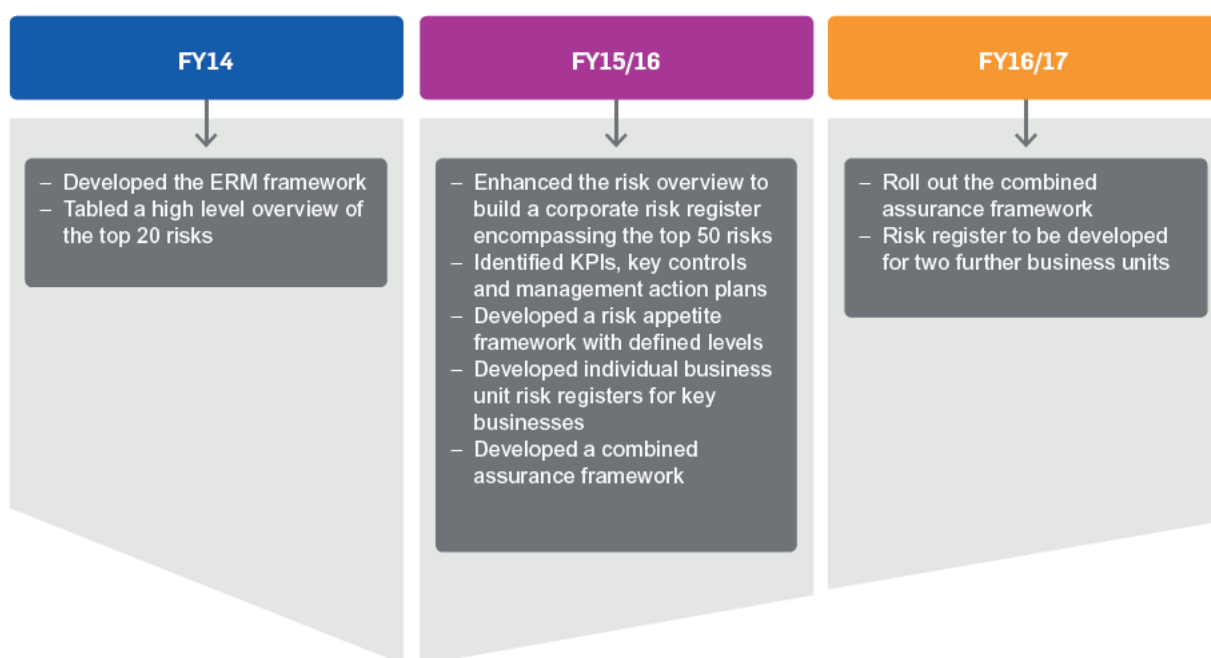 FY14
– Developed the ERM framework
– Tabled a high level overview of
the top 20 risks
FY15/16
– Enhanced the risk overview to
build a corporate risk register
encompassing the top 50 risks
– Identified KPIs, key controls
and management action plans
– Developed a risk appetite
framework with defined levels
– Developed individual business
unit risk registers for key
businesses
– Developed a combined
assurance framework
FY16/17
– Roll out the combined
assurance framework
– Risk register to be developed
for two further business units